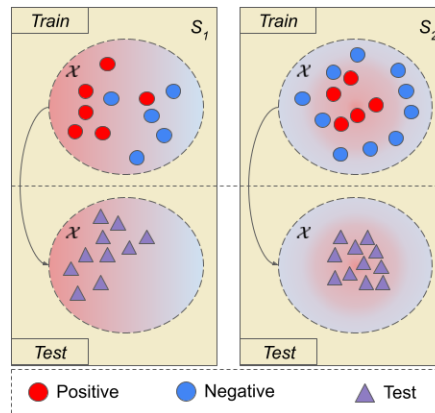 Train
S1
𝒳
𝒳
Test
Train
S2
𝒳
𝒳
Test
Positive
Negative
Test